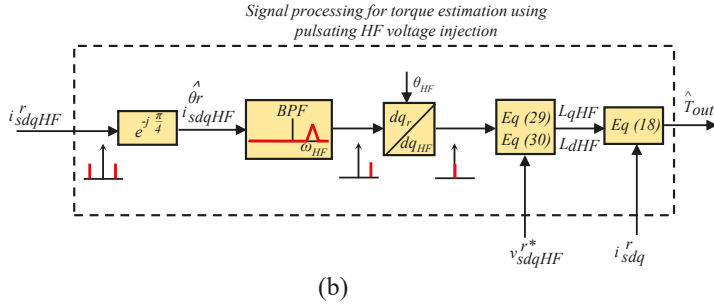 Signal processing for torque estimation using
pulsating HF voltage injection
i^r_sdqHF
e^-j π/4
i^θ̂r_sdqHF
BPF
ω_HF
θ_HF
dq_r
dq_HF
Eq (29)
Eq (30)
L_qHF
L_dHF
Eq (18)
T̂_out
v^r*_sdqHF
i^r_sdq
(b)